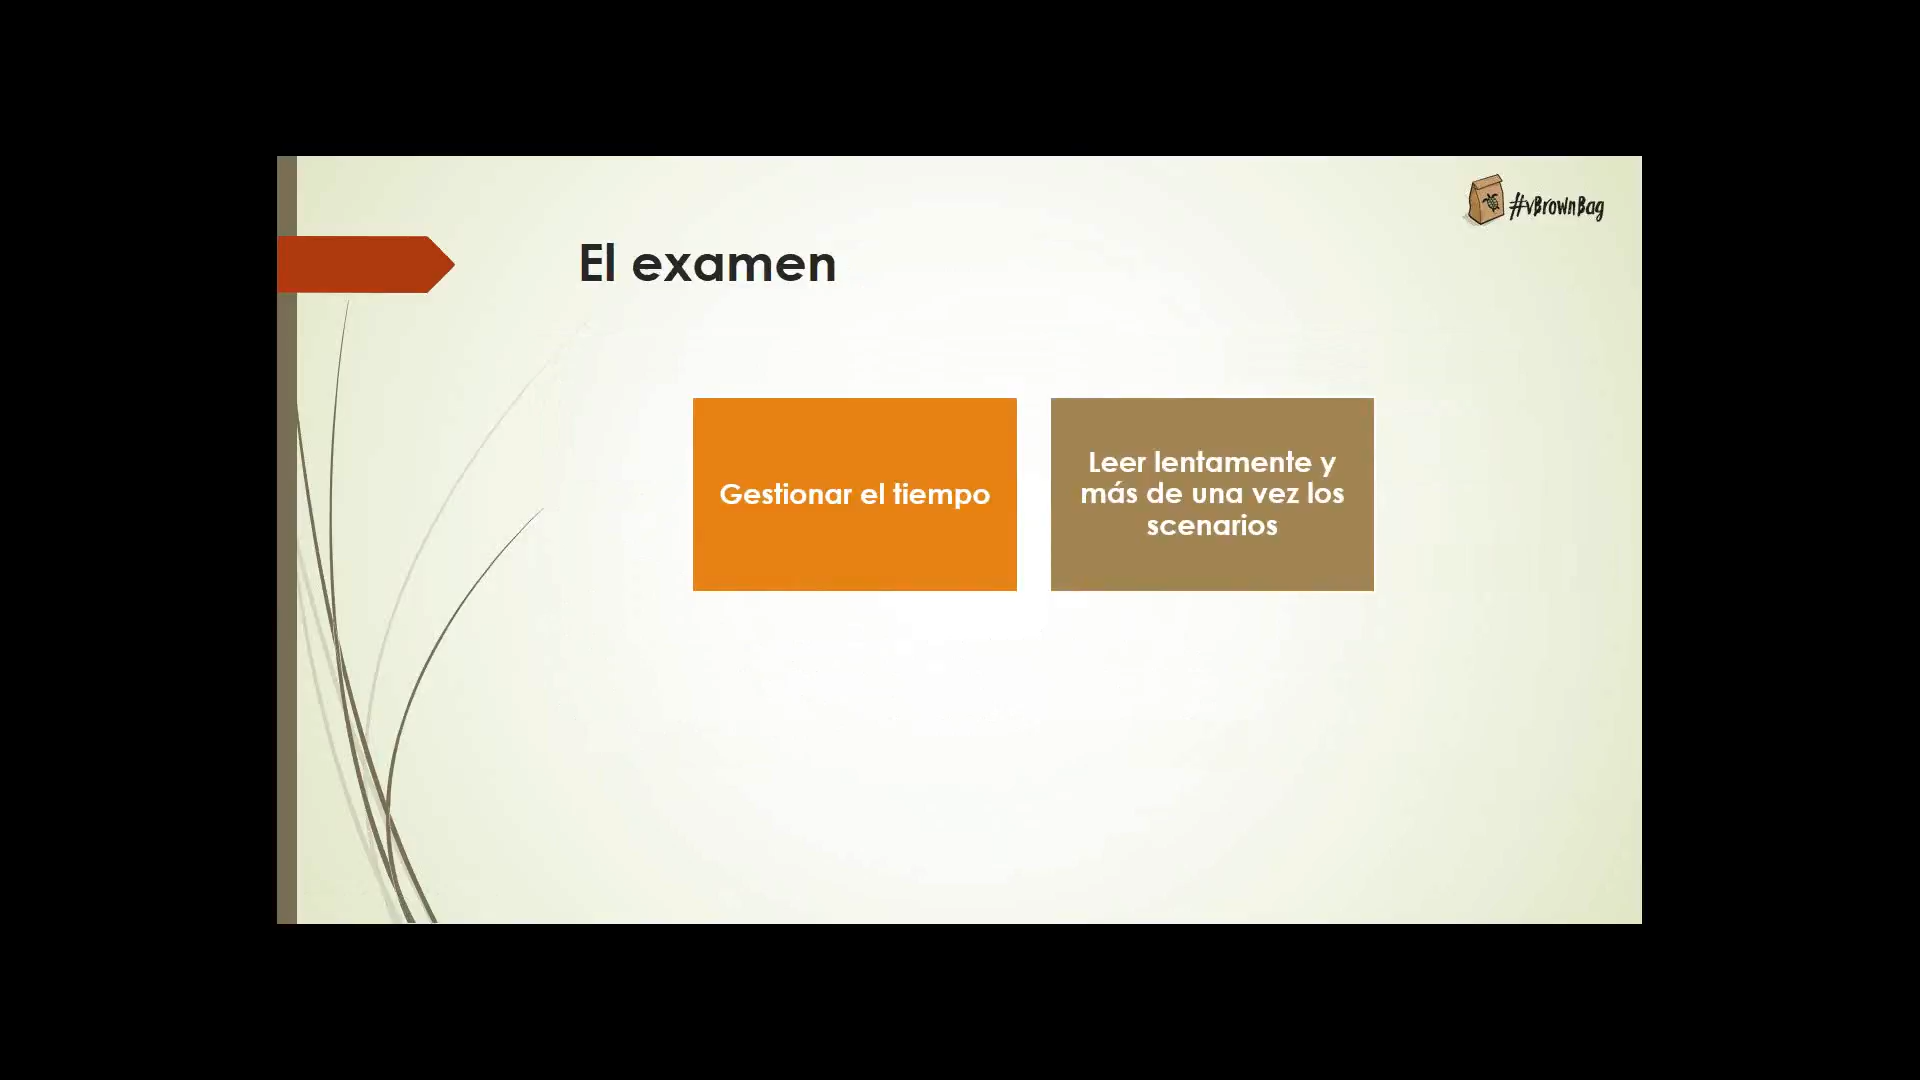 #vBrownBag
El examen
Gestionar el tiempo
Leer lentamente y
más de una vez los
scenarios